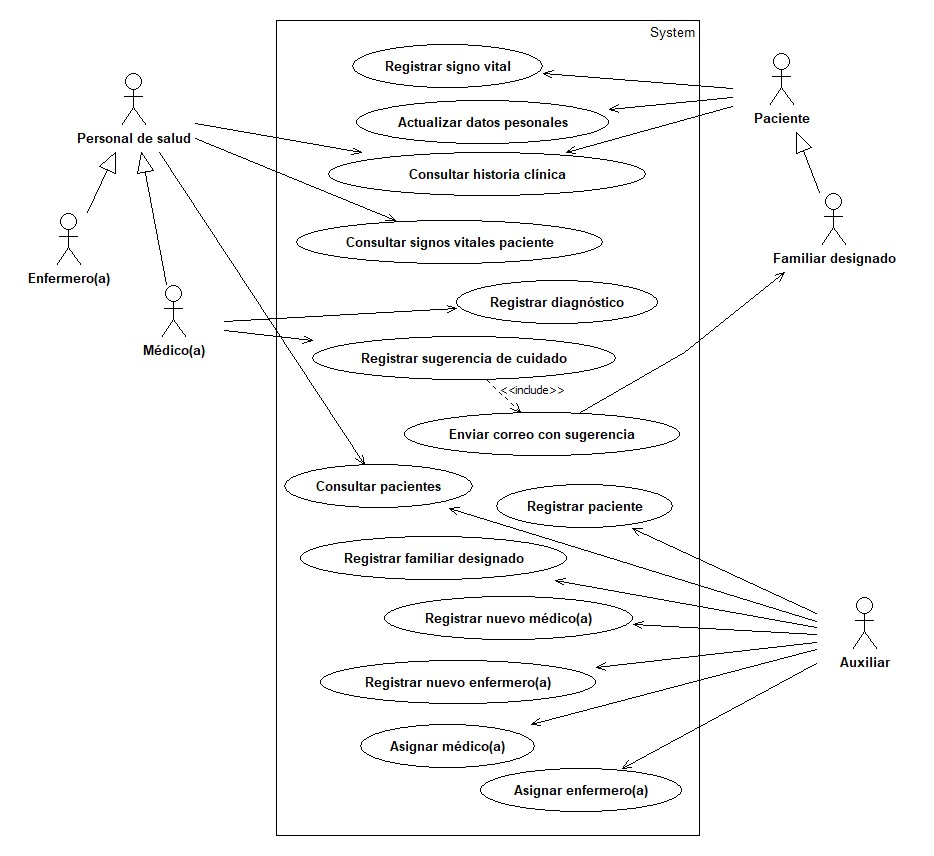 System
Registrar signo vital
Paciente
Actualizar datos pesonales
Personal de salud
Consultar historia clínica
Consultar signos vitales paciente
Familiar designado
Enfermero(a)
Registrar diagnóstico
Médico(a)
Registrar sugerencia de cuidado
<<include>>
Enviar correo con sugerencia
Consultar pacientes
Registrar paciente
Registrar familiar designado
Registrar nuevo médico(a)
Auxiliar
Registrar nuevo enfermero(a)
Asignar médico(a)
Asignar enfermero(a)